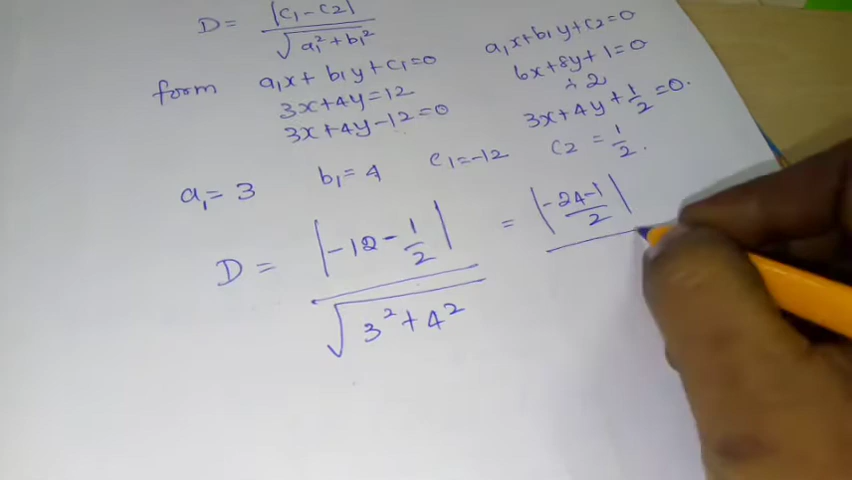 D = |C₁ - C₂| / √(a₁² + b₁²)
form a₁x + b₁y + C₁ = 0 a₁x + b₁y + C₂ = 0
3x + 4y = 12 6x + 8y + 1 = 0
÷ 2
3x + 4y - 12 = 0 3x + 4y + 1/2 = 0.
a₁ = 3 b₁ = 4 C₁ = -12 C₂ = 1/2.
D = |-12 - 1/2| / √(3² + 4²) = |(-24-1)/2|